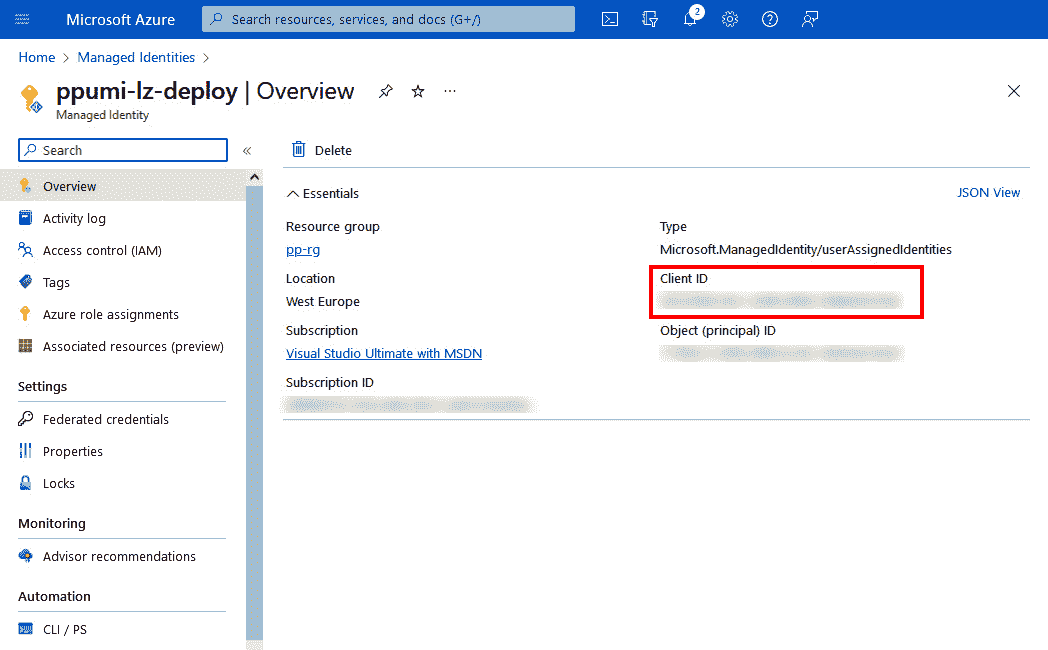 Microsoft Azure
Search resources, services, and docs (G+/)
2
Home > Managed Identities >
ppumi-lz-deploy | Overview
Managed Identity
Search
«
Delete
Overview
Activity log
Access control (IAM)
Tags
Azure role assignments
Associated resources (preview)
Settings
Federated credentials
Properties
Locks
Monitoring
Advisor recommendations
Automation
CLI / PS
Essentials
JSON View
Resource group
pp-rg
Location
West Europe
Subscription
Visual Studio Ultimate with MSDN
Subscription ID
Type
Microsoft.ManagedIdentity/userAssignedIdentities
Client ID
Object (principal) ID